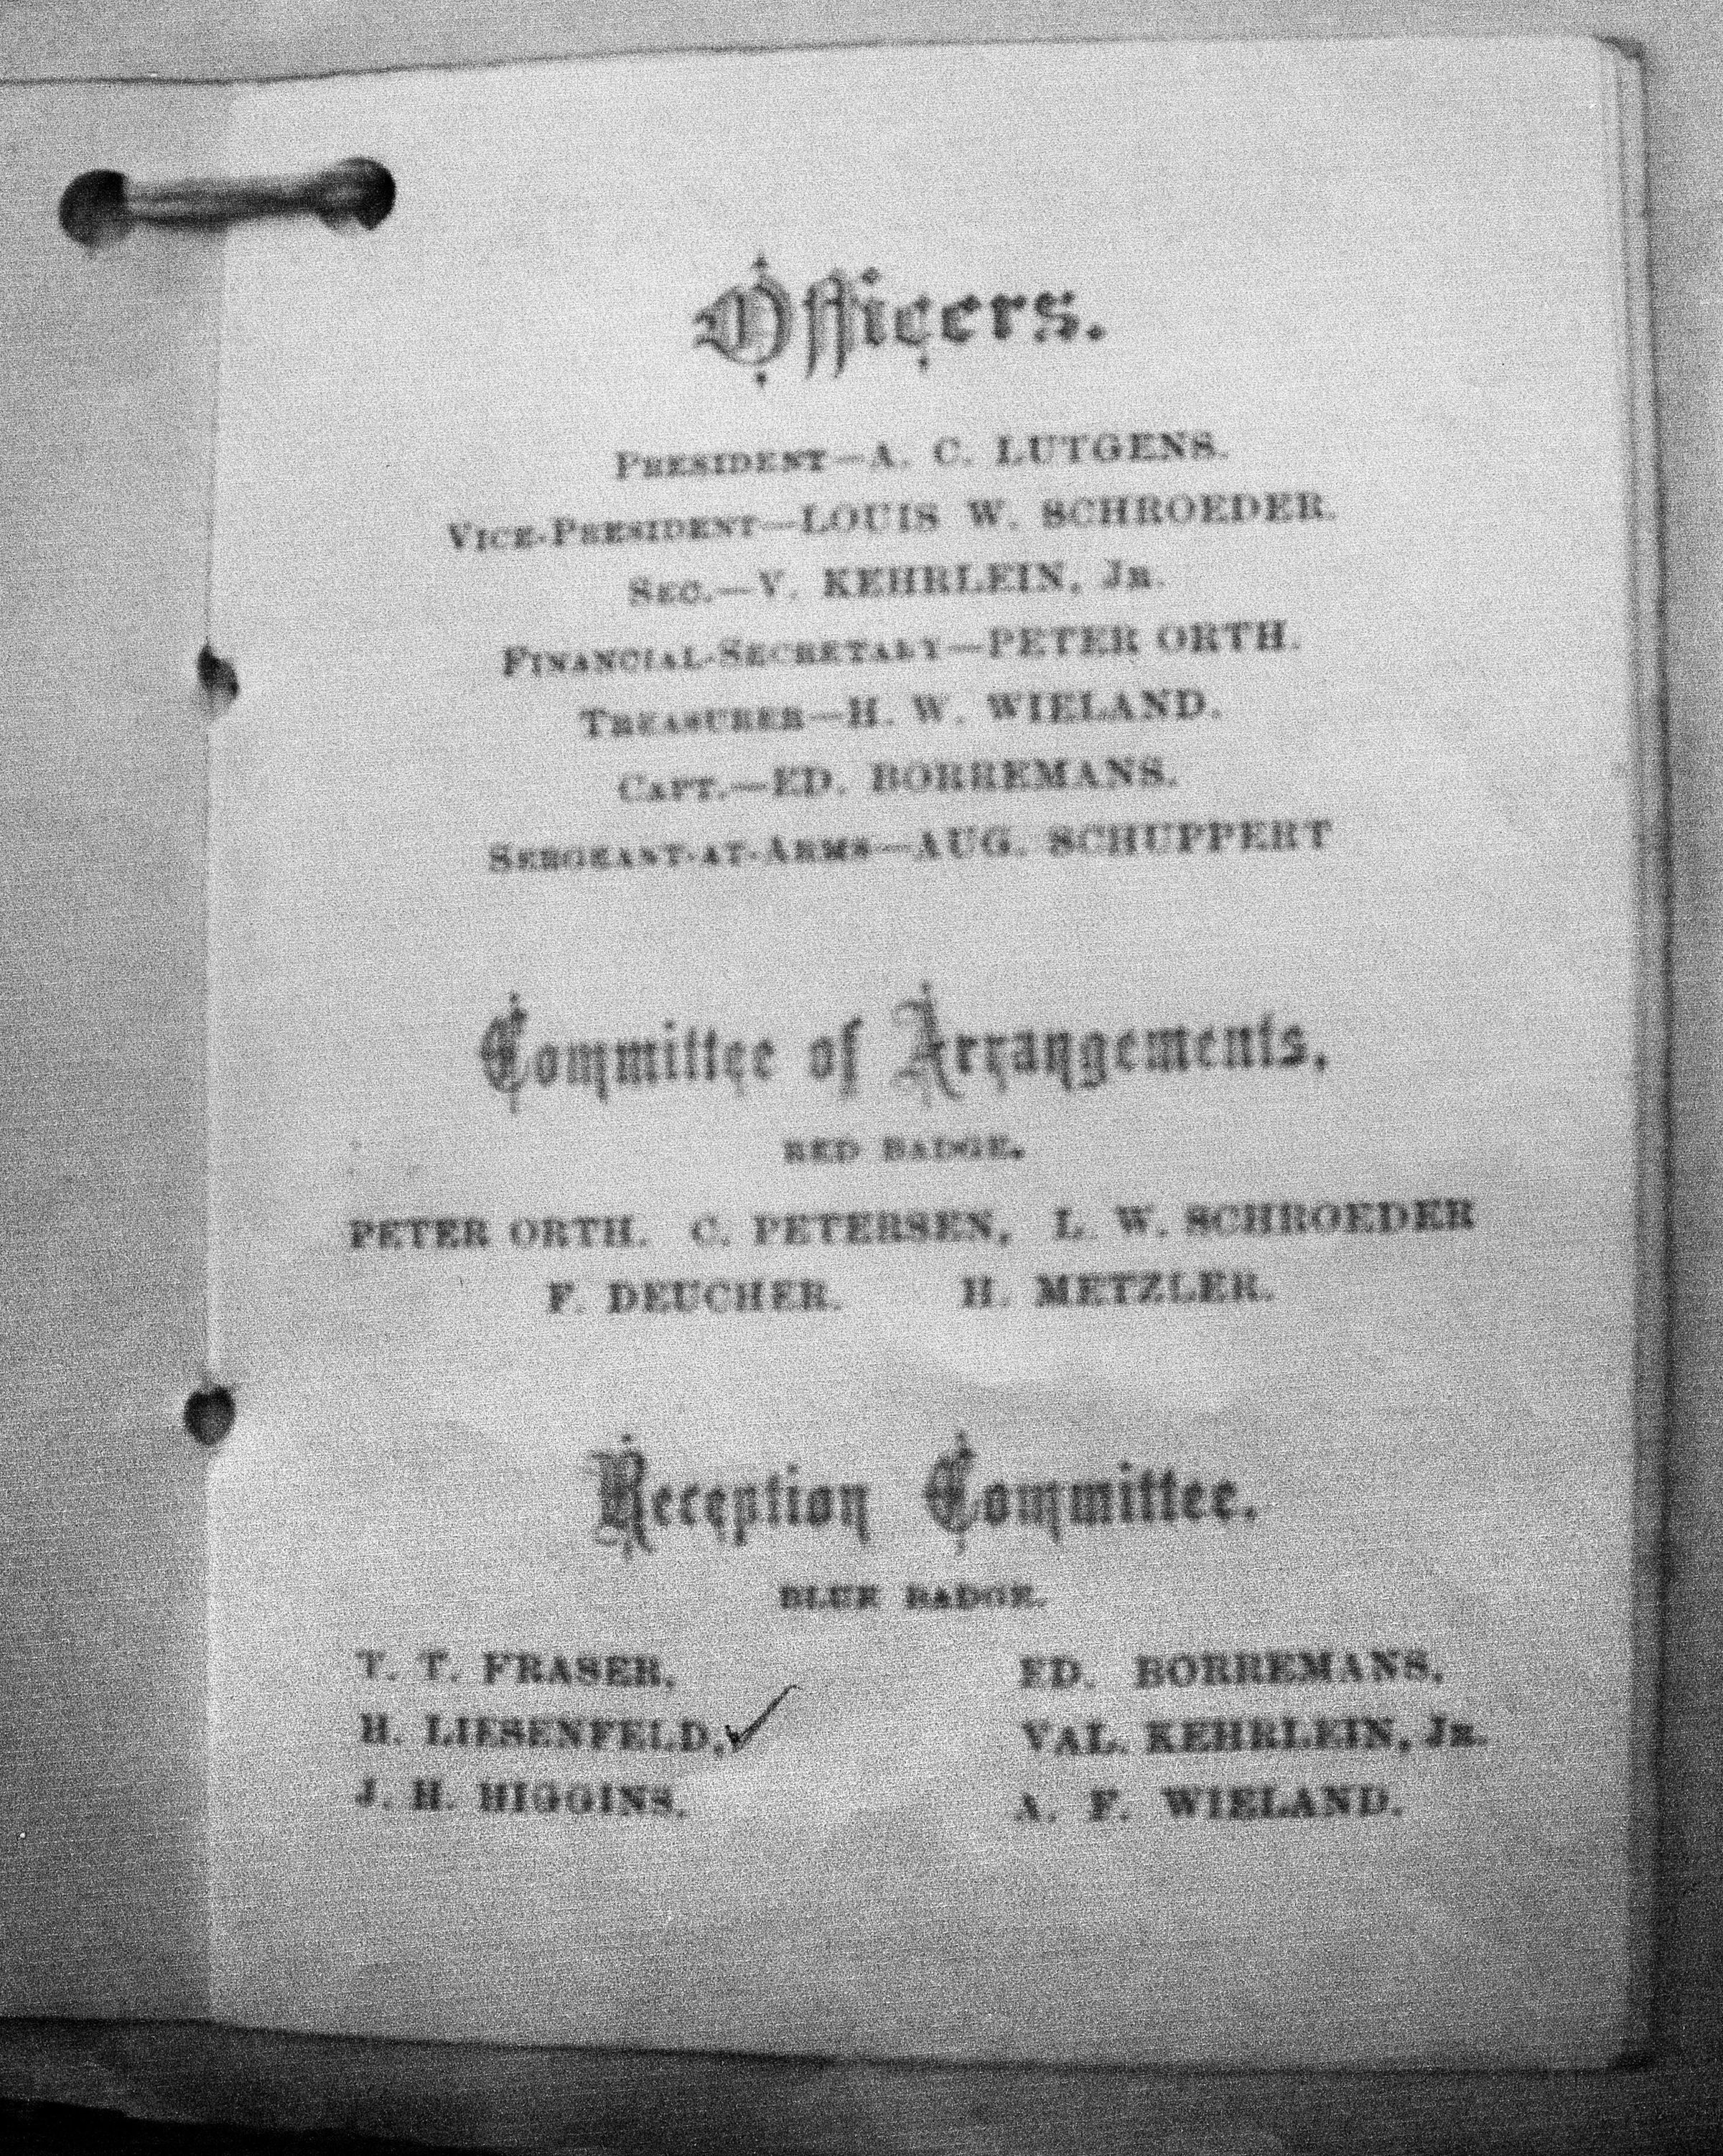 Officers.
PRESIDENT—A. C. LUTGENS.
VICE-PRESIDENT—LOUIS W. SCHROEDER.
SEC.—V. KEHRLEIN, JR.
FINANCIAL-SECRETARY—PETER ORTH.
TREASURER—H. W. WIELAND.
CAPT.—ED. BORREMANS.
SERGEANT-AT-ARMS—AUG. SCHUPPERT
Committee of Arrangements,
RED BADGE.
PETER ORTH. C. PETERSEN, L. W. SCHROEDER
F. DEUCHER. H. METZLER.
Reception Committee.
BLUE BADGE.
T. T. FRASER, ED. BORREMANS,
H. LIESENFELD, VAL. KEHRLEIN, JR.
J. H. HIGGINS. A. F. WIELAND.